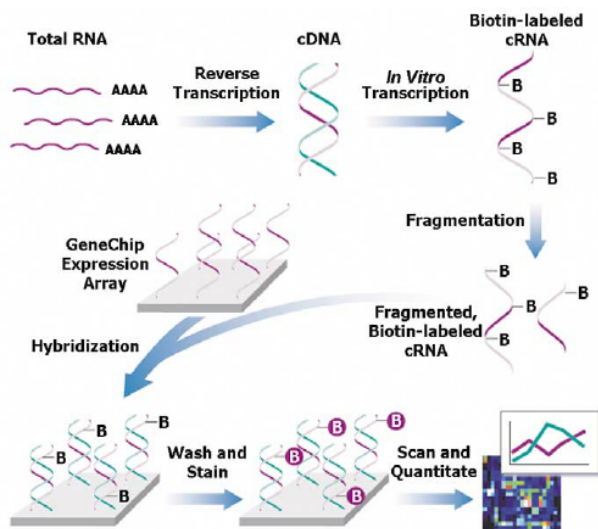 Total RNA
AAAA
AAAA
AAAA
Reverse
Transcription
cDNA
In Vitro
Transcription
Biotin-labeled
cRNA
B
B
B
B
Fragmentation
GeneChip
Expression
Array
B
B
B
Fragmented,
Biotin-labeled
cRNA
Hybridization
B
B
B
B
Wash and
Stain
B
B
B
B
Scan and
Quantitate